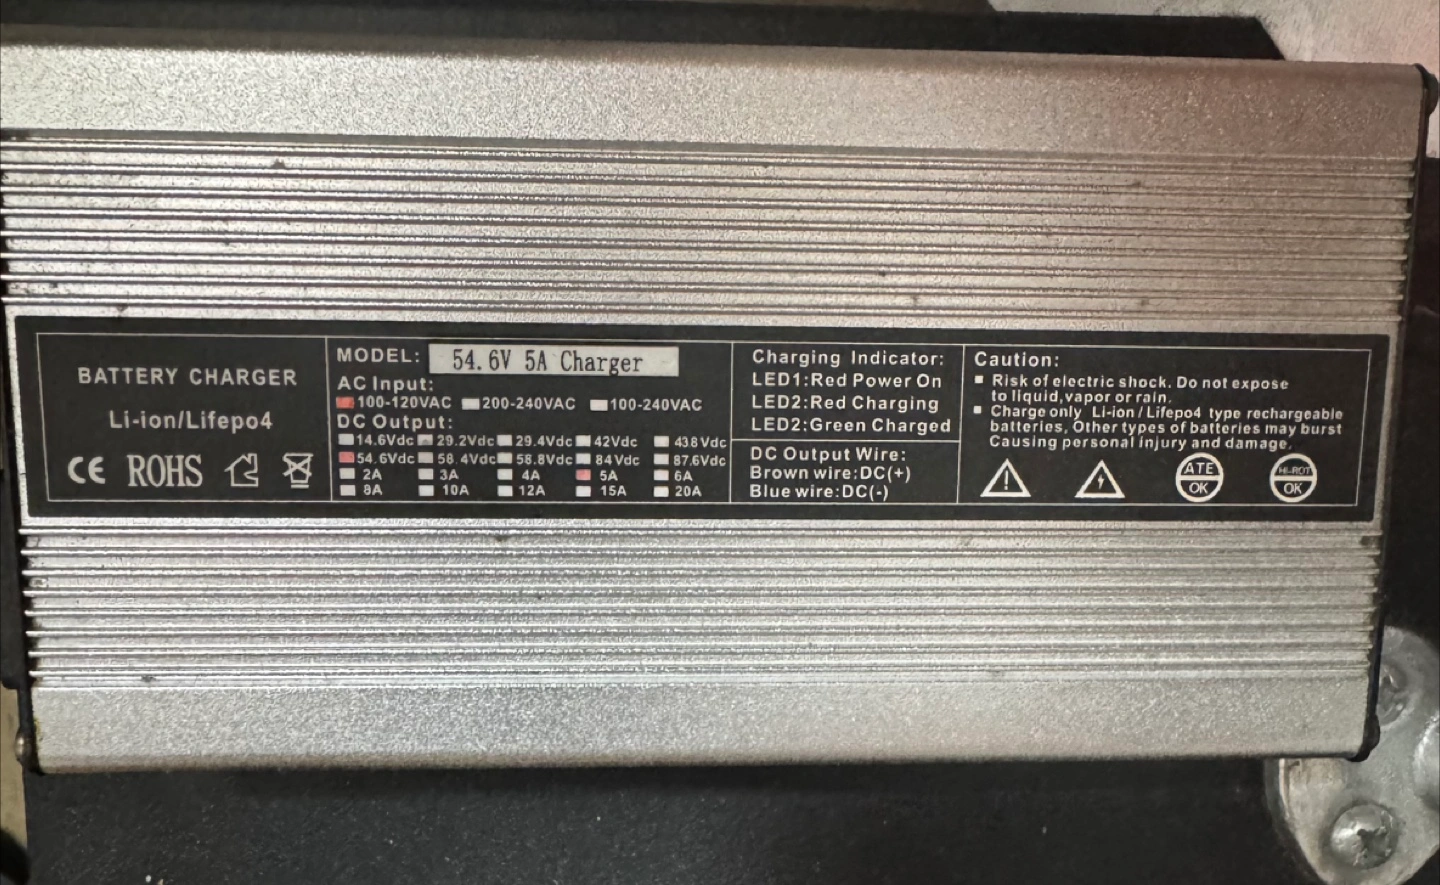 BATTERY CHARGER
Li-ion/Lifepo4
CE ROHS
MODEL: 54.6V 5A Charger
AC Input:
100-120VAC 200-240VAC 100-240VAC
DC Output:
14.6Vdc 29.2Vdc 29.4Vdc 42Vdc 438Vdc
54.6Vdc 58.4Vdc 58.8Vdc 84Vdc 87.6Vdc
2A 3A 4A 5A 6A
8A 10A 12A 15A 20A
Charging Indicator:
LED1:Red Power On
LED2:Red Charging
LED2:Green Charged
DC Output Wire:
Brown wire:DC(+)
Blue wire:DC(-)
Caution:
Risk of electric shock. Do not expose
to liquid,vapor or rain.
Charge only Li-ion/Lifepo4 type rechargeable
batteries, Other types of batteries may burst
Causing personal injury and damage.
ATE
OK
HI-POT
OK